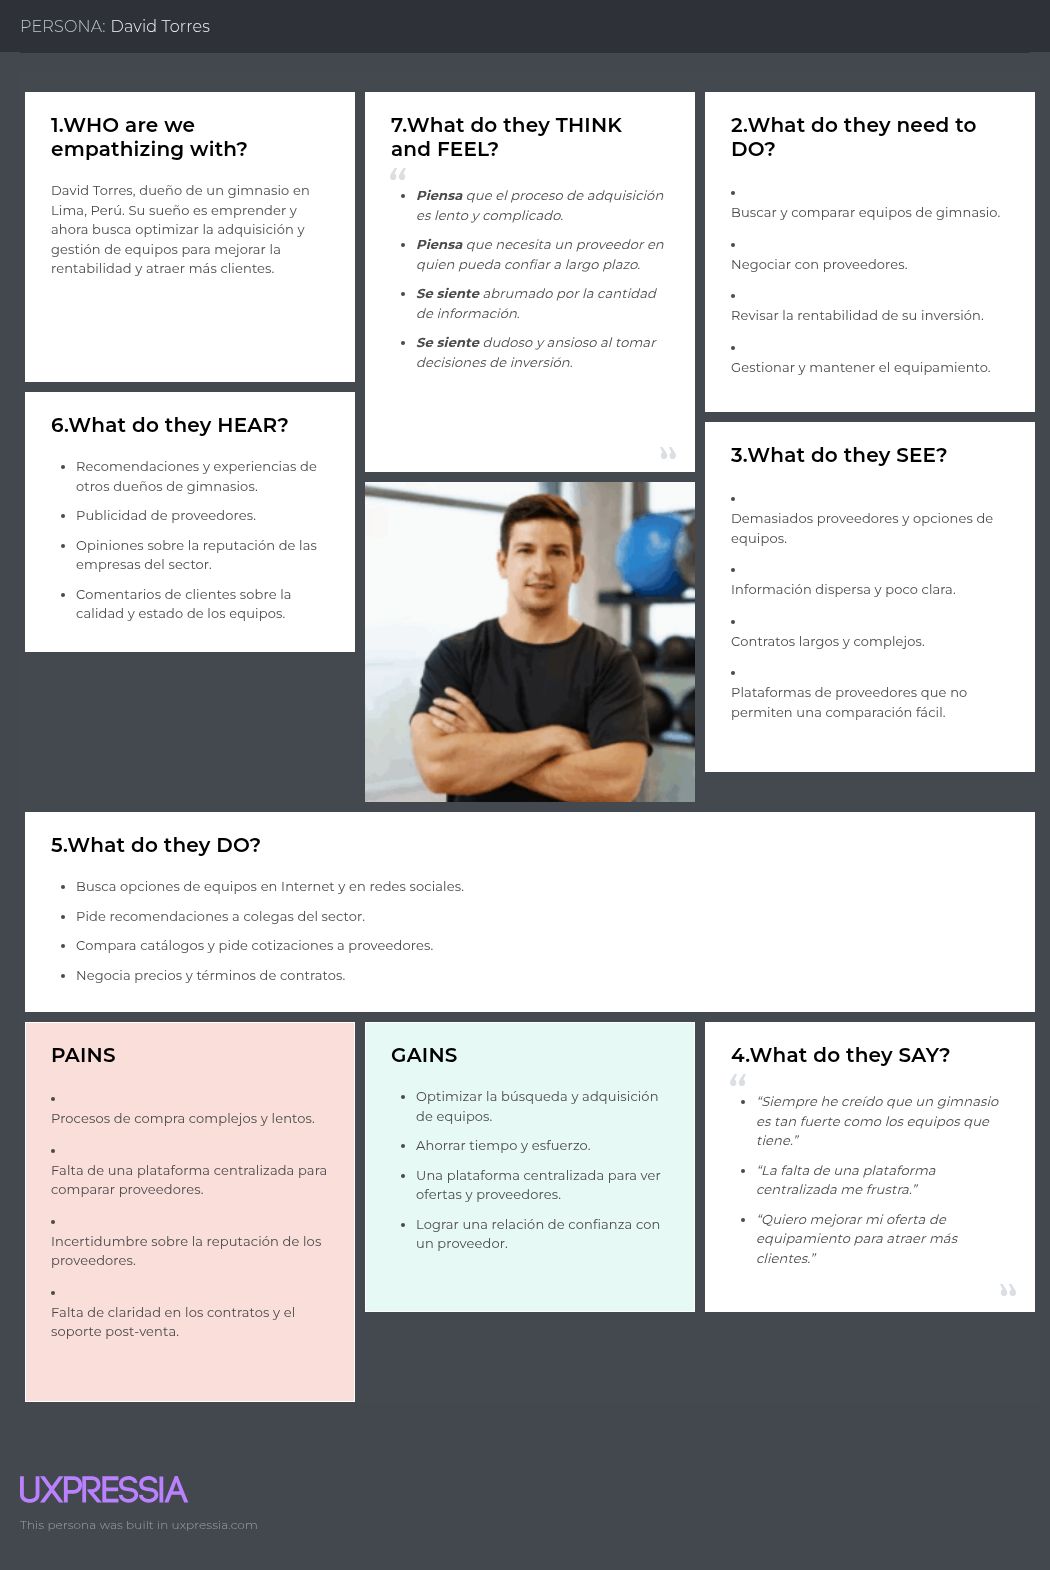 PERSONA: David Torres
1.WHO are we
empathizing with?
David Torres, dueño de un gimnasio en
Lima, Perú. Su sueño es emprender y
ahora busca optimizar la adquisición y
gestión de equipos para mejorar la
rentabilidad y atraer más clientes.
7.What do they THINK
and FEEL?
“
• Piensa que el proceso de adquisición
es lento y complicado.
• Piensa que necesita un proveedor en
quien pueda confiar a largo plazo.
• Se siente abrumado por la cantidad
de información.
• Se siente dudoso y ansioso al tomar
decisiones de inversión.
”
2.What do they need to
DO?
•
Buscar y comparar equipos de gimnasio.
•
Negociar con proveedores.
•
Revisar la rentabilidad de su inversión.
•
Gestionar y mantener el equipamiento.
6.What do they HEAR?
• Recomendaciones y experiencias de
otros dueños de gimnasios.
• Publicidad de proveedores.
• Opiniones sobre la reputación de las
empresas del sector.
• Comentarios de clientes sobre la
calidad y estado de los equipos.
3.What do they SEE?
•
Demasiados proveedores y opciones de
equipos.
•
Información dispersa y poco clara.
•
Contratos largos y complejos.
•
Plataformas de proveedores que no
permiten una comparación fácil.
5.What do they DO?
• Busca opciones de equipos en Internet y en redes sociales.
• Pide recomendaciones a colegas del sector.
• Compara catálogos y pide cotizaciones a proveedores.
• Negocia precios y términos de contratos.
PAINS
•
Procesos de compra complejos y lentos.
•
Falta de una plataforma centralizada para
comparar proveedores.
•
Incertidumbre sobre la reputación de los
proveedores.
•
Falta de claridad en los contratos y el
soporte post-venta.
GAINS
• Optimizar la búsqueda y adquisición
de equipos.
• Ahorrar tiempo y esfuerzo.
• Una plataforma centralizada para ver
ofertas y proveedores.
• Lograr una relación de confianza con
un proveedor.
4.What do they SAY?
“
• “Siempre he creído que un gimnasio
es tan fuerte como los equipos que
tiene.”
• “La falta de una plataforma
centralizada me frustra.”
• “Quiero mejorar mi oferta de
equipamiento para atraer más
clientes.”
”
UXPRESSIA
This persona was built in uxpressia.com